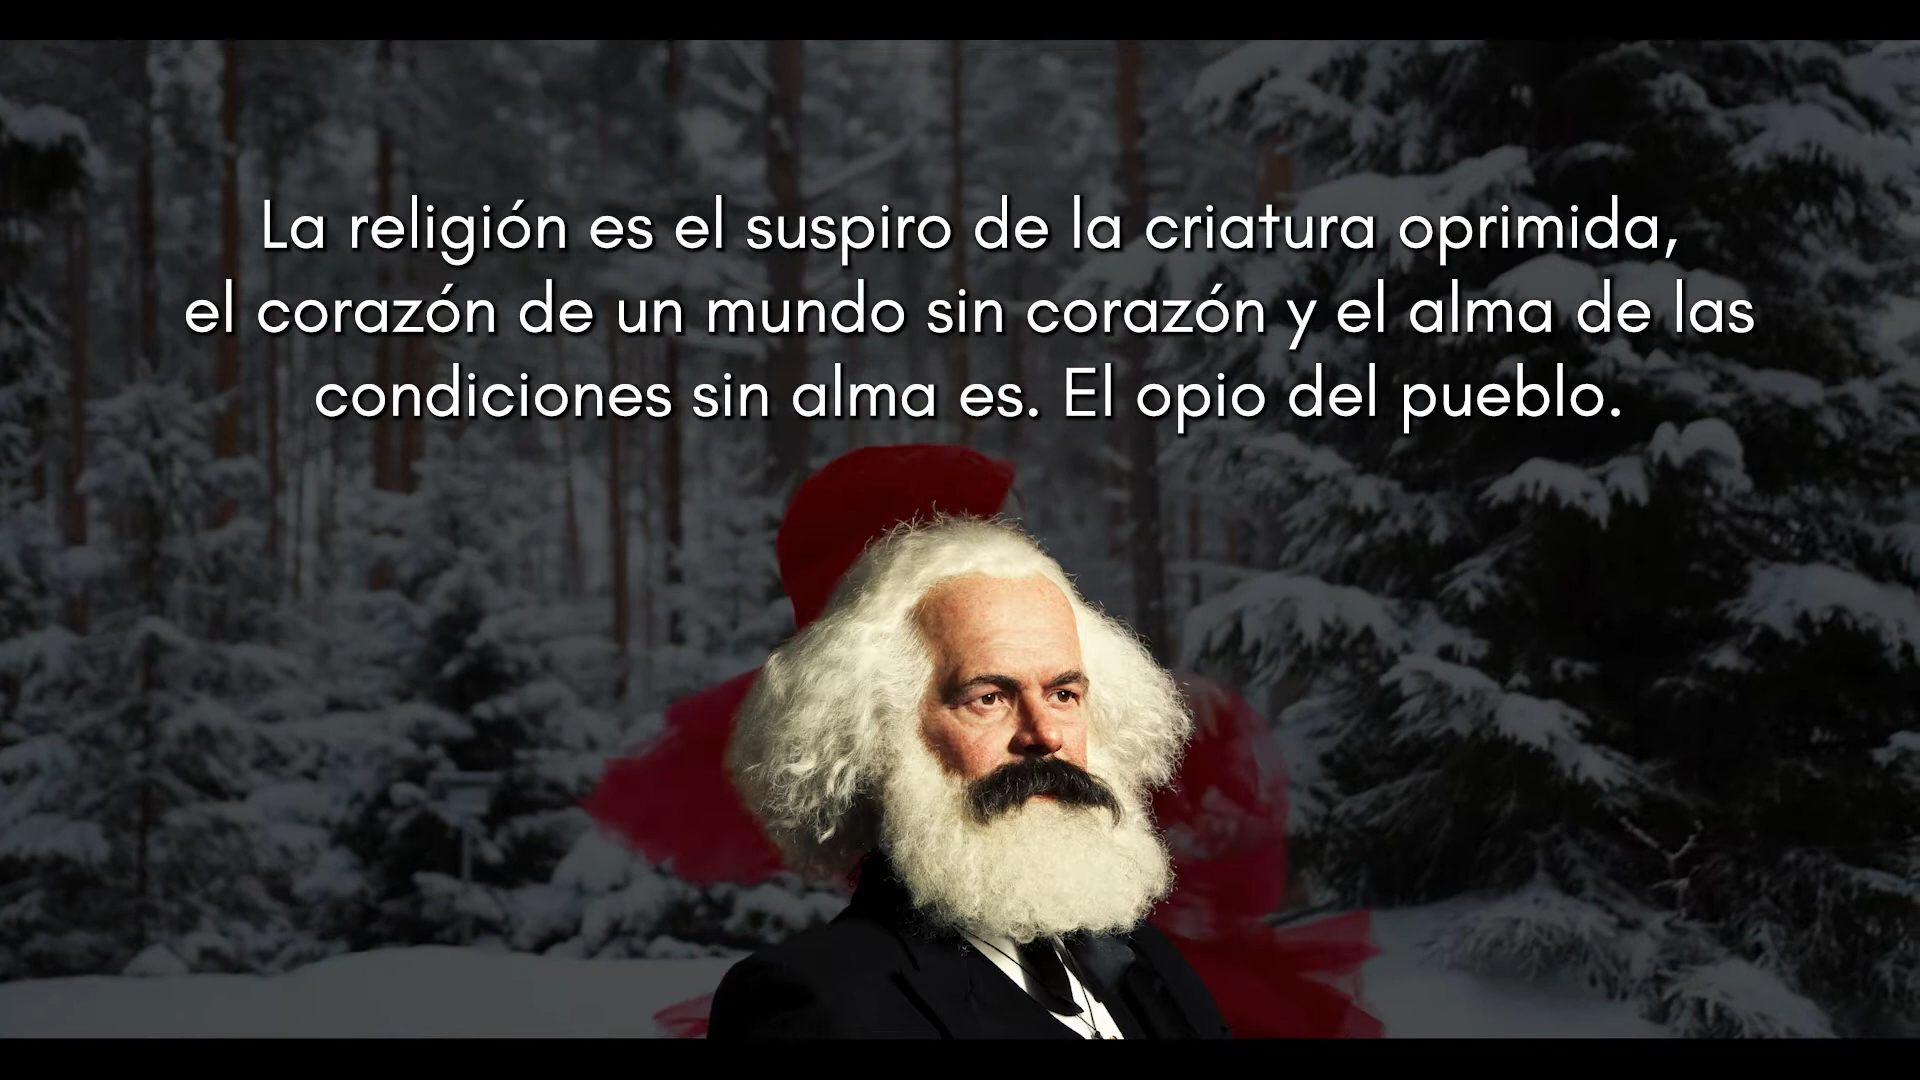 La religión es el suspiro de la criatura oprimida,
el corazón de un mundo sin corazón y el alma de las
condiciones sin alma es. El opio del pueblo.